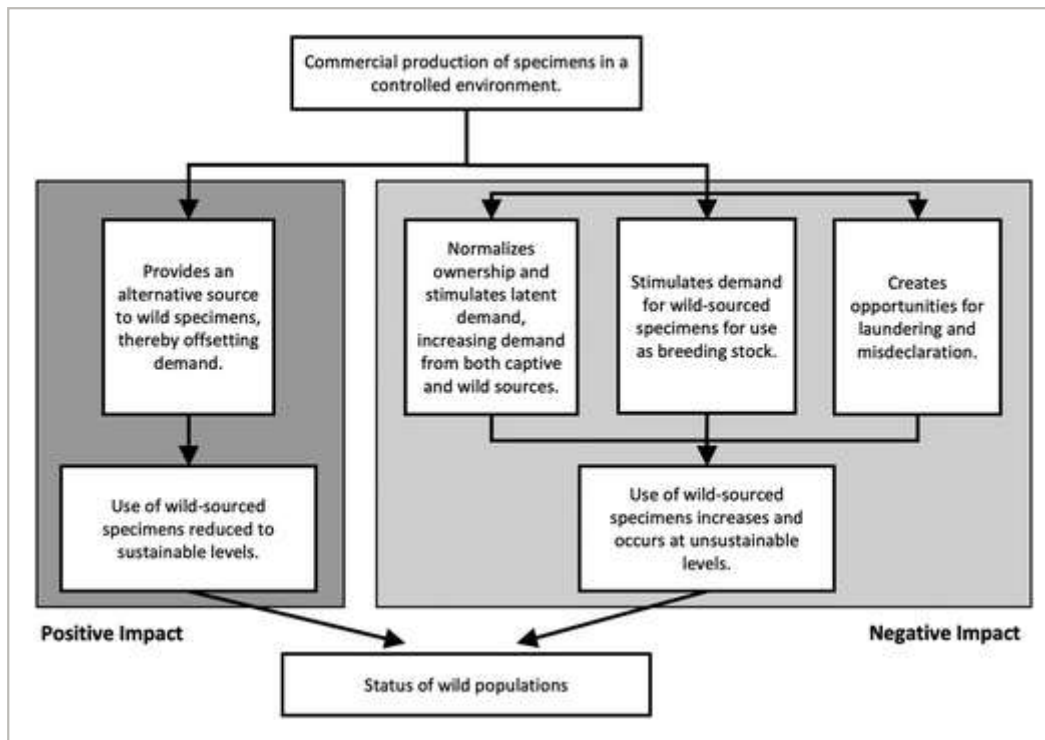 Commercial production of specimens in a
controlled environment.
Provides an
alternative source
to wild specimens,
thereby offsetting
demand.
Normalizes
ownership and
stimulates latent
demand,
increasing demand
from both captive
and wild sources.
Stimulates demand
for wild-sourced
specimens for use
as breeding stock.
Creates
opportunities for
laundering and
misdeclaration.
Use of wild-sourced
specimens reduced to
sustainable levels.
Use of wild-sourced
specimens increases and
occurs at unsustainable
levels.
Positive Impact
Negative Impact
Status of wild populations